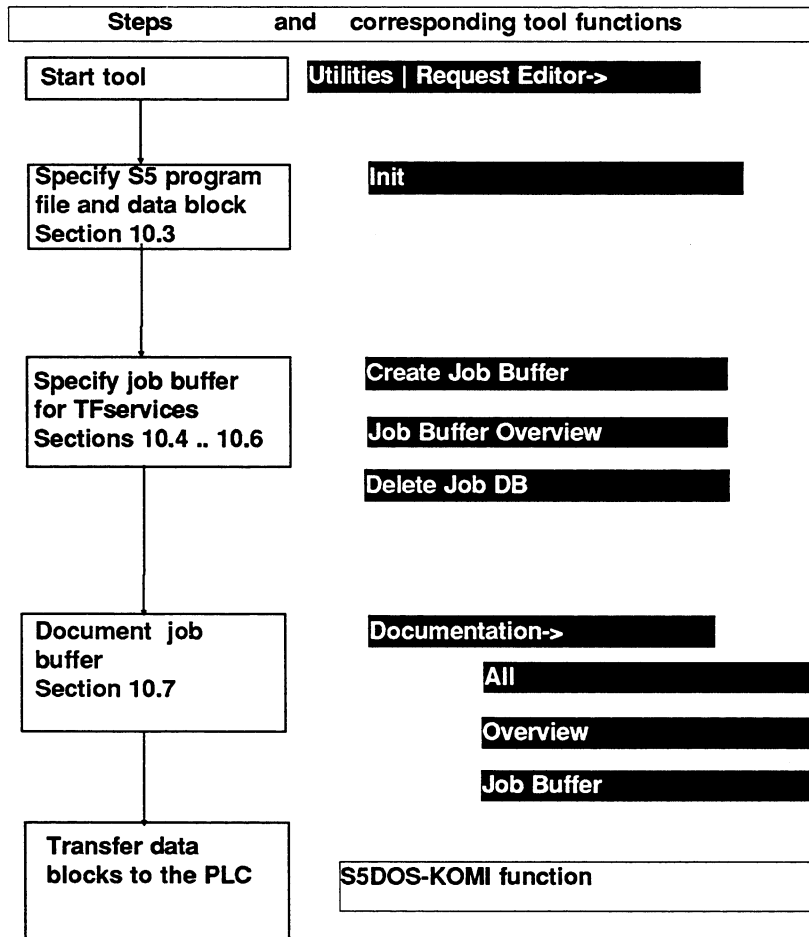 Steps and corresponding tool functions
Start tool
Utilities | Request Editor->
Specify S5 program
file and data block
Section 10.3
Init
Specify job buffer
for TFservices
Sections 10.4 .. 10.6
Create Job Buffer
Job Buffer Overview
Delete Job DB
Document job
buffer
Section 10.7
Documentation->
All
Overview
Job Buffer
Transfer data
blocks to the PLC
S5DOS-KOMI function